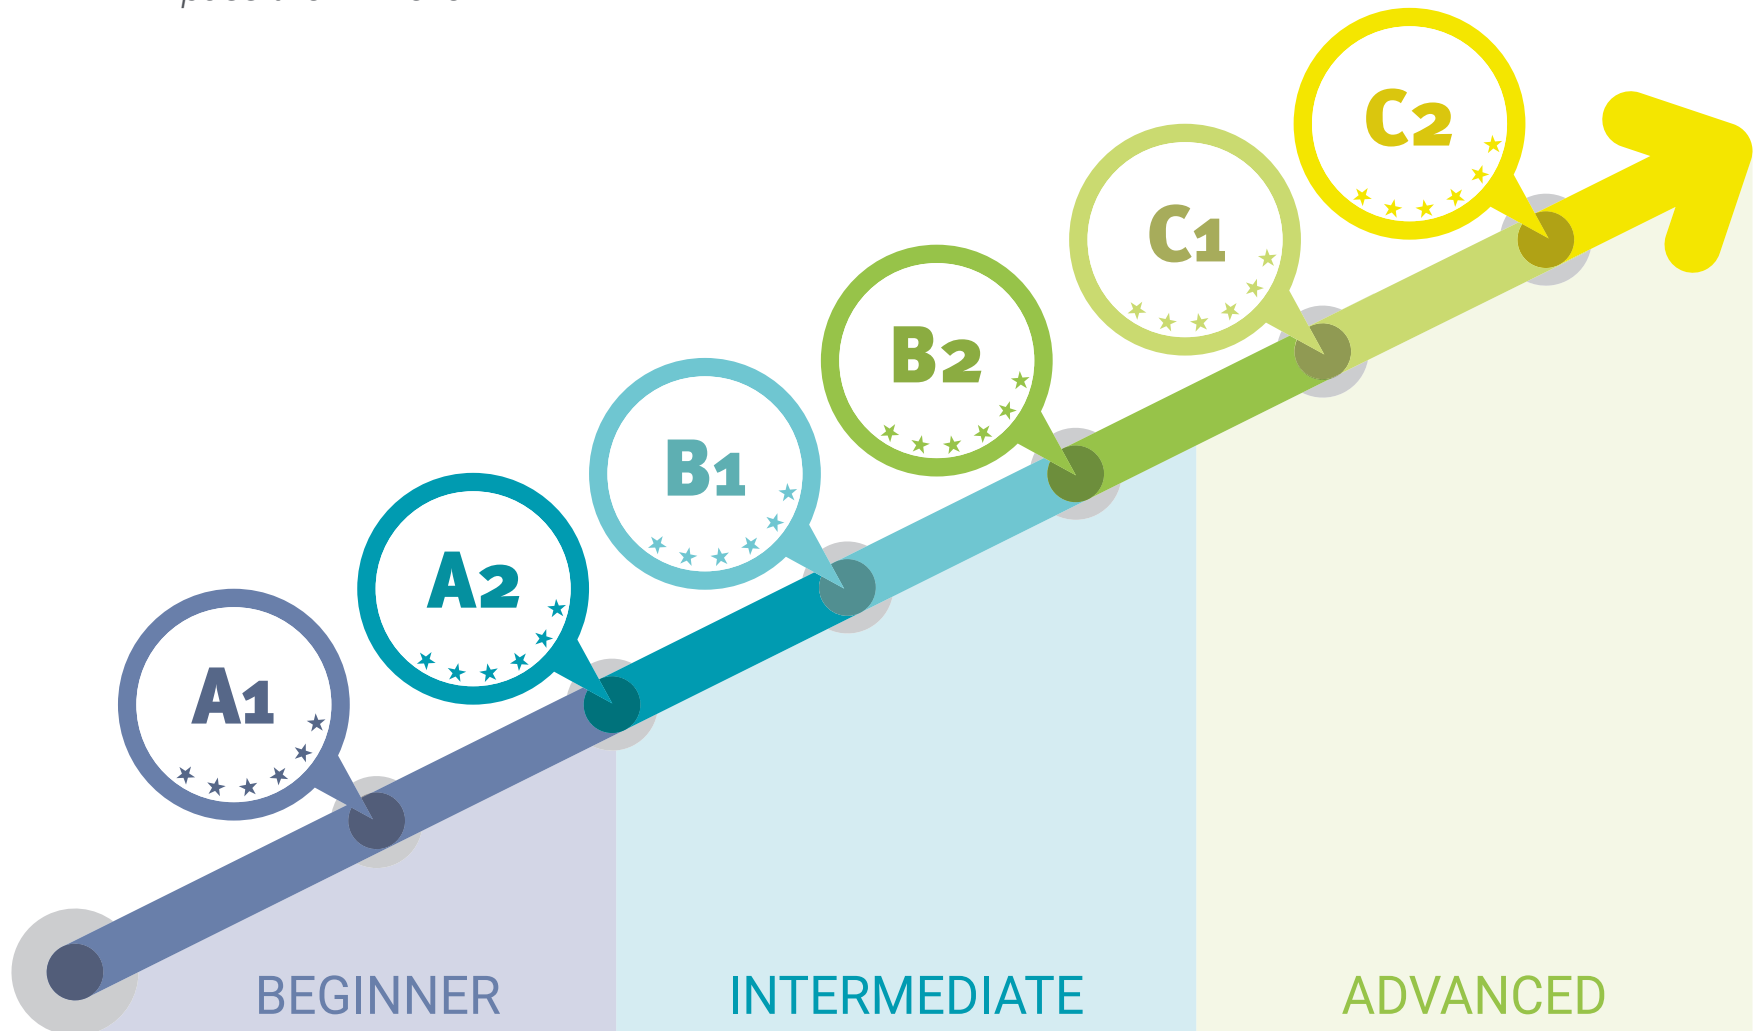 C2
C1
B2
B1
A2
A1
BEGINNER INTERMEDIATE ADVANCED